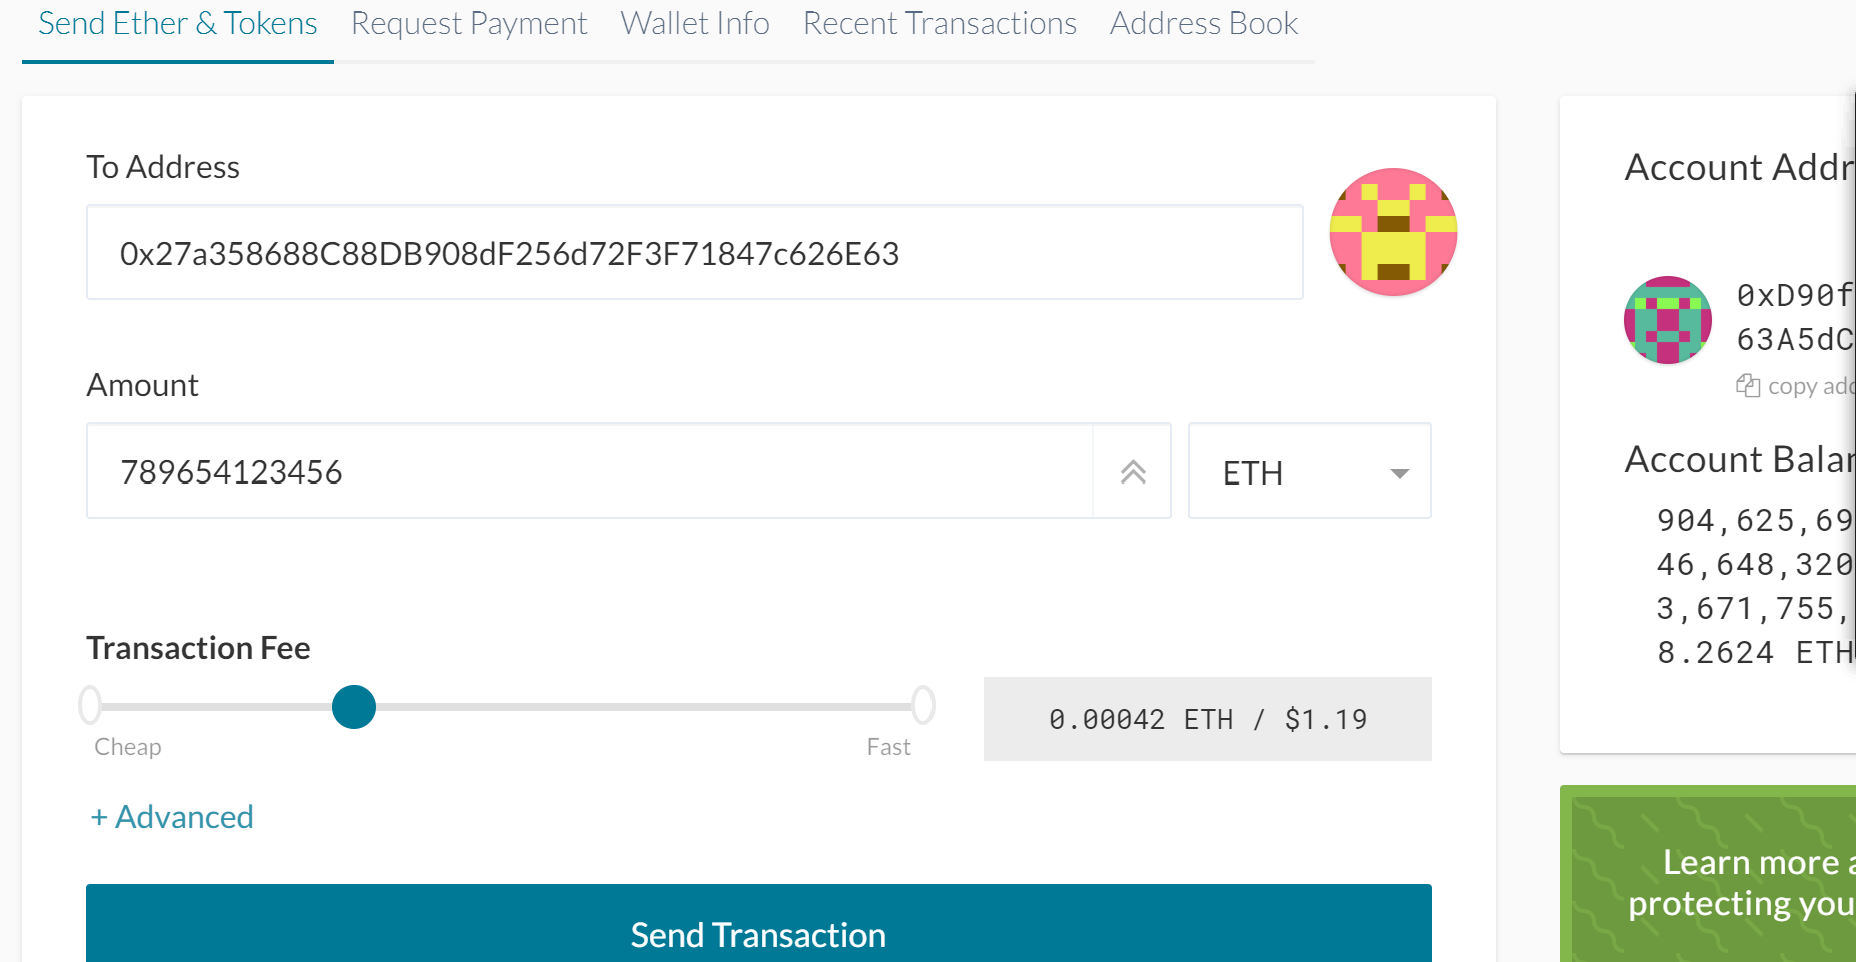 Send Ether & Tokens Request Payment Wallet Info Recent Transactions Address Book
To Address
0x27a358688C88DB908dF256d72F3F71847c626E63
Amount
789654123456
ETH
Transaction Fee
Cheap
Fast
0.00042 ETH / $1.19
+ Advanced
Send Transaction
Account Addr
0xD90f
63A5dC
copy add
Account Balan
904,625,69
46,648,320
3,671,755,
8.2624 ETH
Learn more a
protecting you